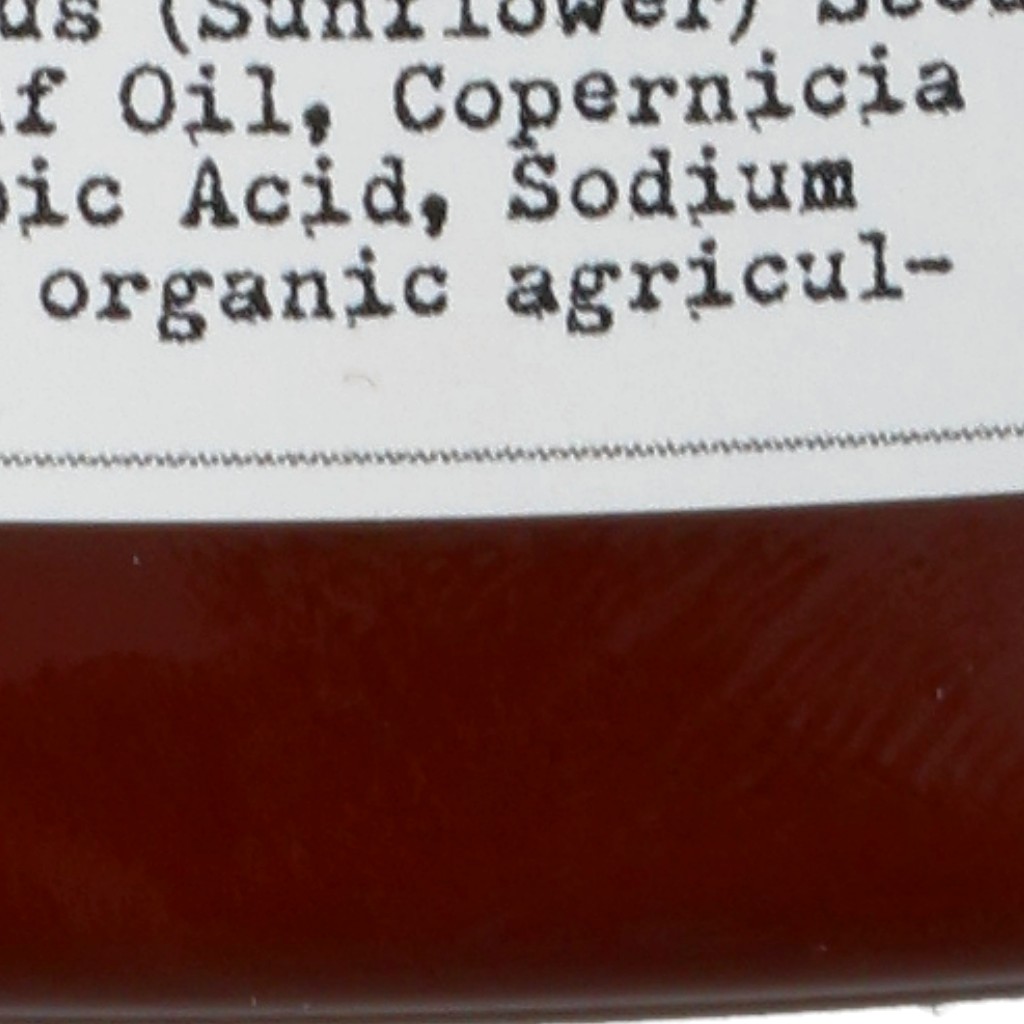 (Sunflower)
Oil, Copernicia
Acid, Sodium
organic agricul-